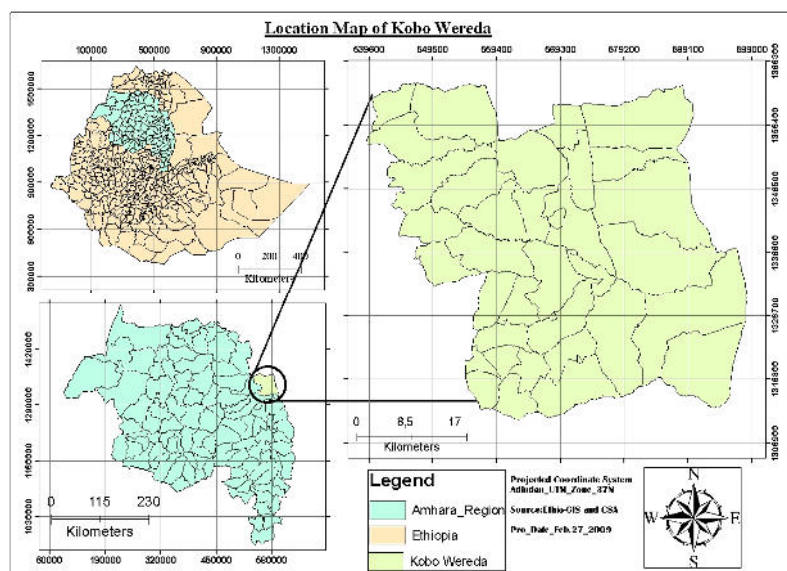 Location Map of Kobo Wereda
100000 500000 900000 1300000
639600 649500 659400 669300 679200 689100 699000
1500000
1200000
900000
600000
300000
0 200 400
Kilometers
1366300
1356400
1346500
1336600
1326700
1316800
1306900
1420000
1290000
1160000
1030000
0 115 230
Kilometers
60000 190000 320000 450000 660000
0 8,5 17
Kilometers
Legend
Amhara_Region
Ethiopia
Kobo Wereda
Projected Coordinate System
Adindan_UTM_Zone_37N
Source:Ethio-GIS and CSA
Pro_Date_Feb.27_2009
N
W E
S